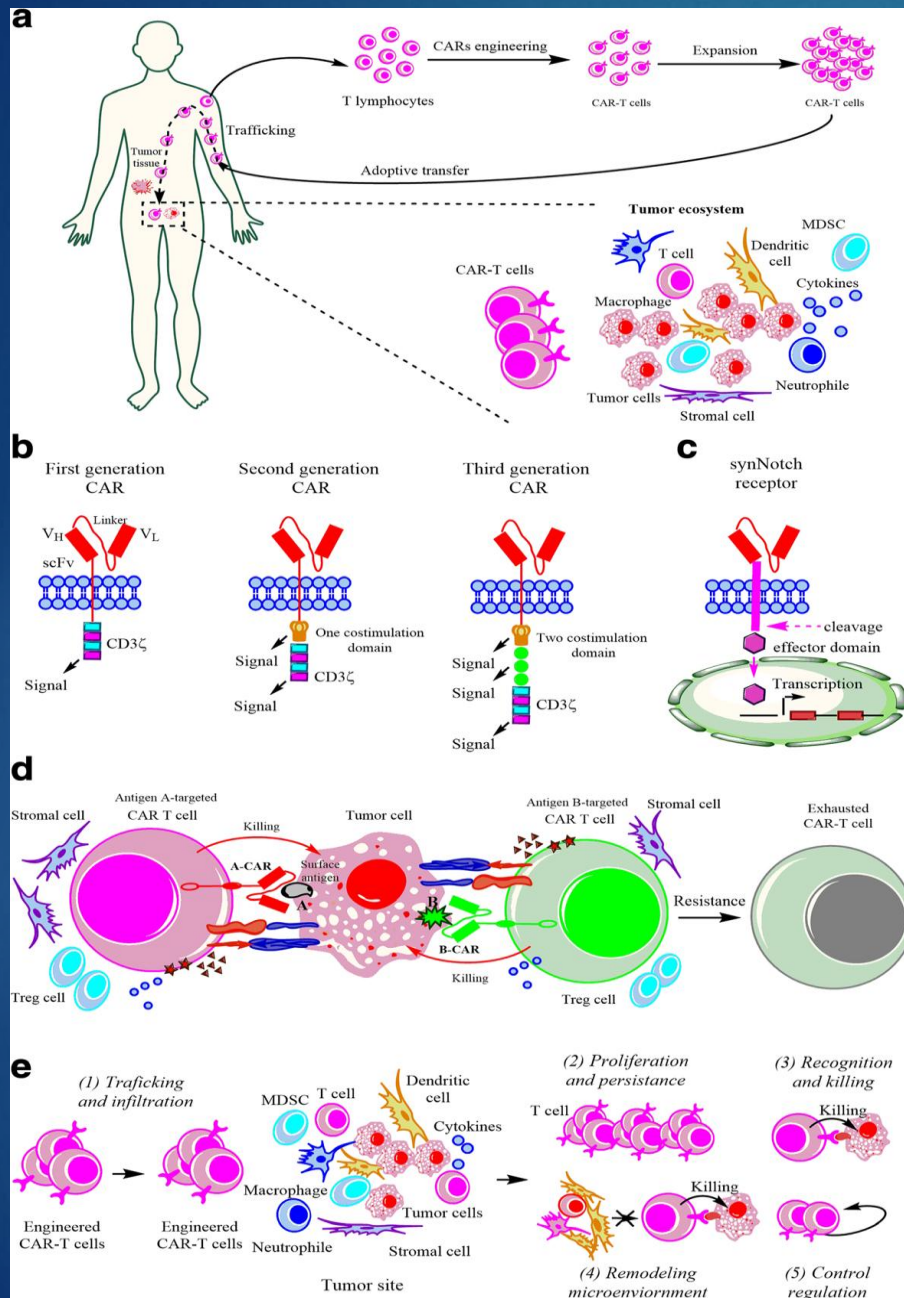 a
CARs engineering
Expansion
T lymphocytes
CAR-T cells
CAR-T cells
Trafficking
Tumor
tissue
Adoptive transfer
Tumor ecosystem
MDSC
Dendritic
cell
T cell
CAR-T cells
Cytokines
Macrophage
Neutrophile
Tumor cells
Stromal cell
b
First generation
CAR
Second generation
CAR
Third generation
CAR
VH
Linker
VL
scFv
CD3ζ
Signal
One costimulation
domain
Signal
CD3ζ
Signal
Two costimulation
domain
Signal
Signal
CD3ζ
Signal
c
synNotch
receptor
cleavage
effector domain
Transcription
d
Stromal cell
Antigen A-targeted
CAR T cell
Killing
Tumor cell
Antigen B-targeted
CAR T cell
Stromal cell
Exhausted
CAR-T cell
A-CAR
Surface
antigen
A
B
B-CAR
Resistance
Killing
Treg cell
Treg cell
e
(1) Traficking
and infiltration
Engineered
CAR-T cells
Engineered
CAR-T cells
MDSC
T cell
Dendritic
cell
Cytokines
Macrophage
Tumor cells
Neutrophile
Stromal cell
Tumor site
(2) Proliferation
and persistance
T cell
(3) Recognition
and killing
Killing
Killing
(4) Remodeling
microenviornment
(5) Control
regulation